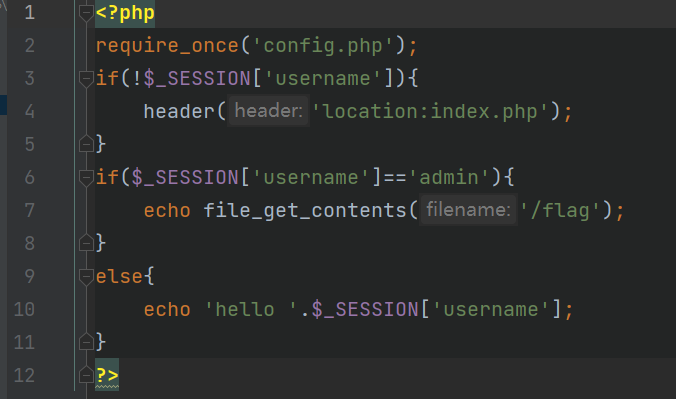 1 <?php
2 require_once('config.php');
3 if(!$_SESSION['username']){
4 header( header: 'location:index.php');
5 }
6 if($_SESSION['username']=='admin'){
7 echo file_get_contents( filename: '/flag');
8 }
9 else{
10 echo 'hello '.$_SESSION['username'];
11 }
12 ?>